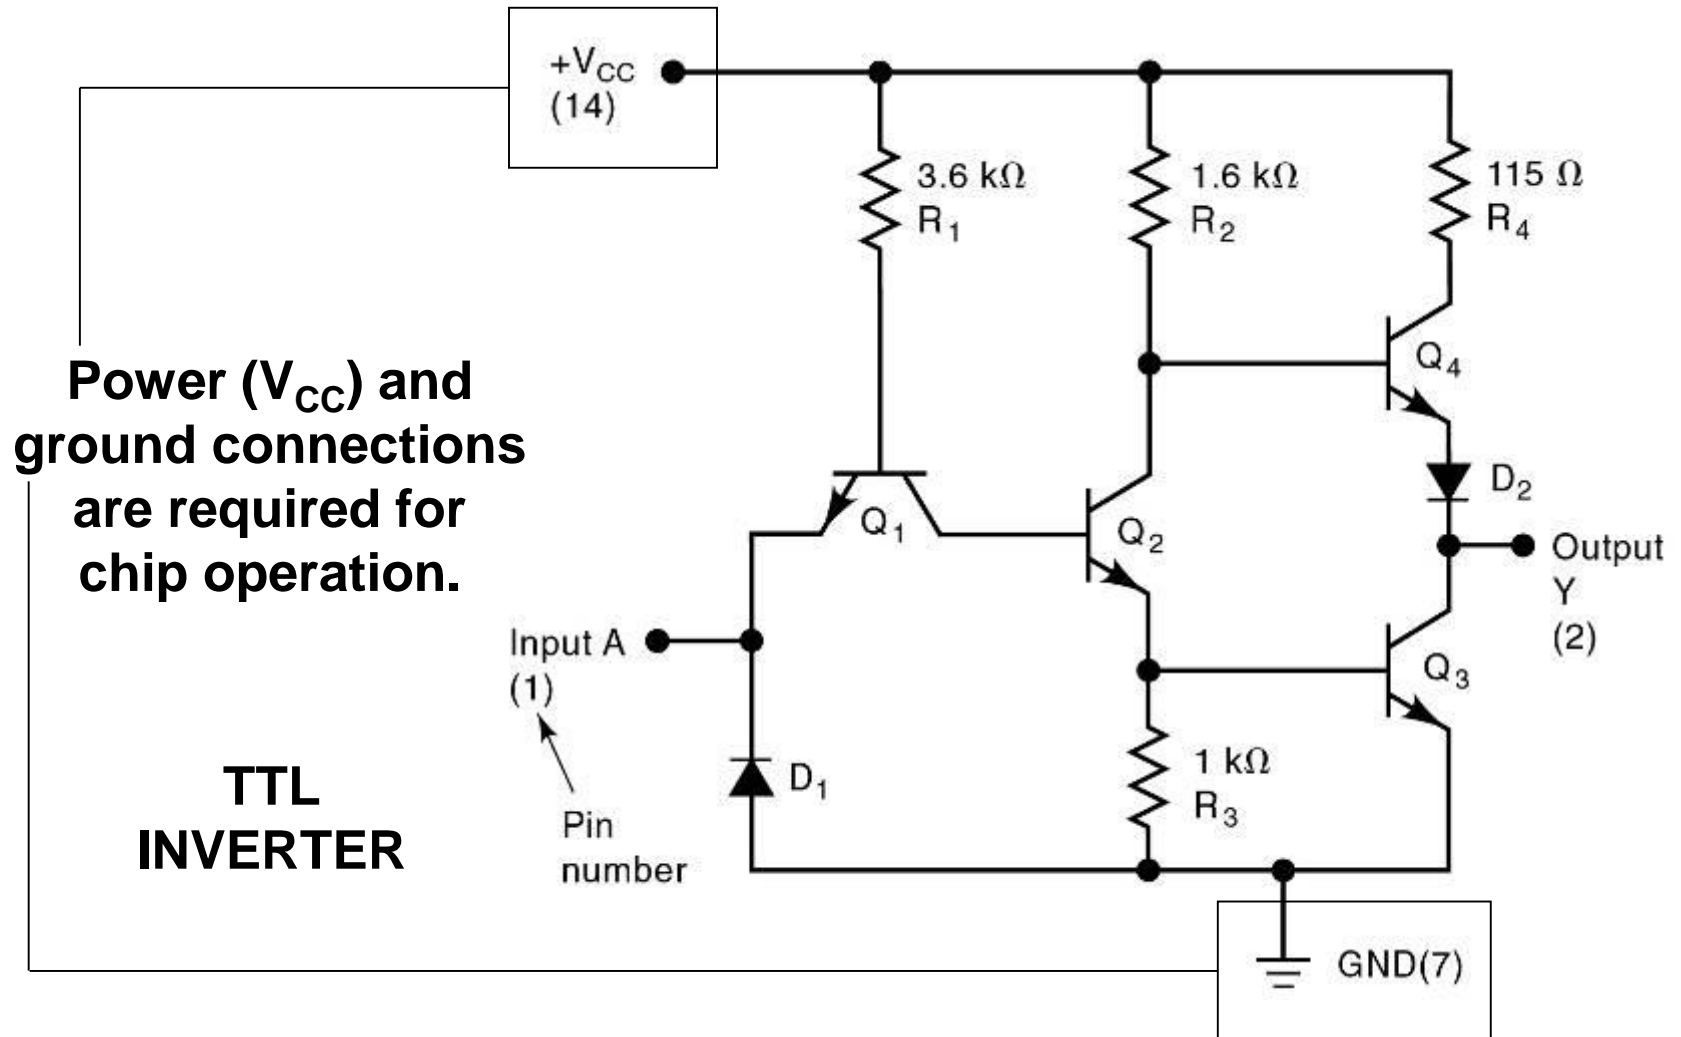 +V_CC
(14)
3.6 kΩ
R_1
1.6 kΩ
R_2
115 Ω
R_4
Q_4
Power (V_CC) and
ground connections
are required for
chip operation.
D_2
Q_1
Q_2
Output
Y
(2)
Input A
(1)
Q_3
TTL
INVERTER
D_1
1 kΩ
R_3
Pin
number
GND(7)